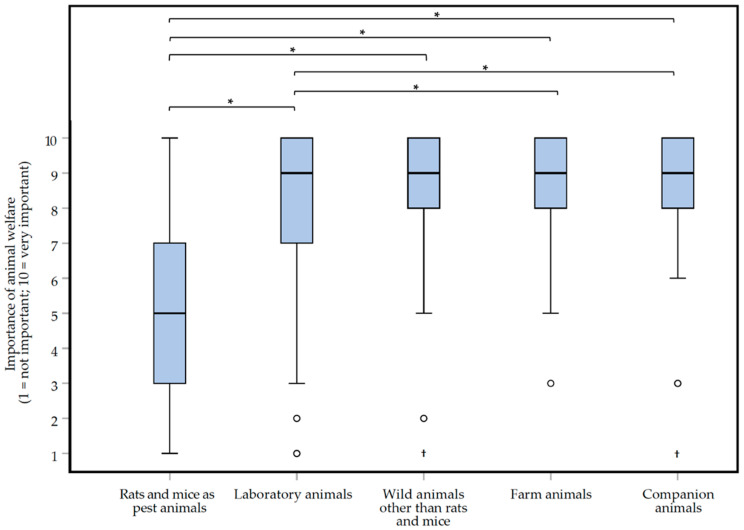 *
*
*
*
*
*
10
9
8
7
6
5
4
3
2
1
Importance of animal welfare
(1 = not important; 10 = very important)
†
†
Rats and mice as
pest animals
Laboratory animals
Wild animals
other than rats
and mice
Farm animals
Companion
animals